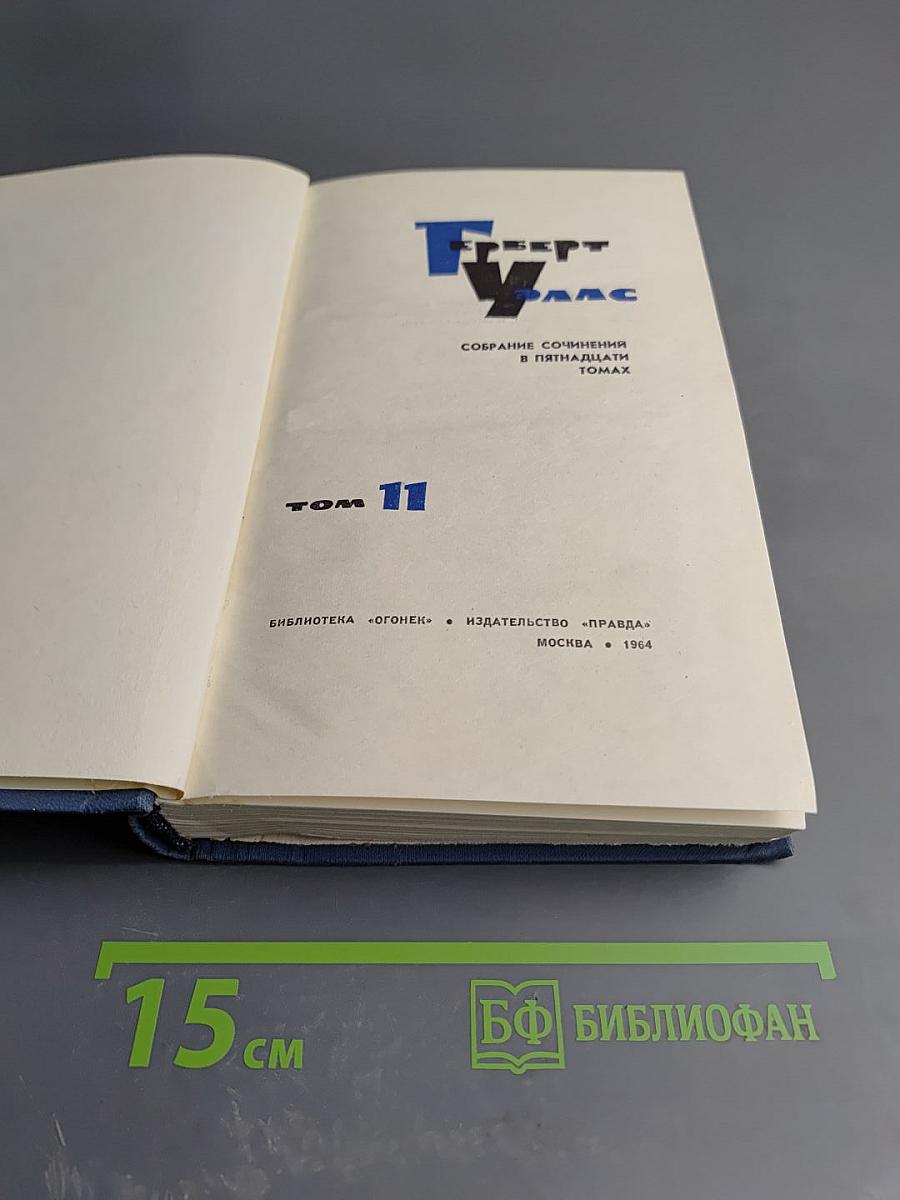 Герберт
Уэллс
СОБРАНИЕ СОЧИНЕНИЙ
В ПЯТНАДЦАТИ
ТОМАХ
ТОМ 11
БИБЛИОТЕКА «ОГОНЕК» • ИЗДАТЕЛЬСТВО «ПРАВДА»
МОСКВА • 1964
15 см
БФ БИБЛИОФАН